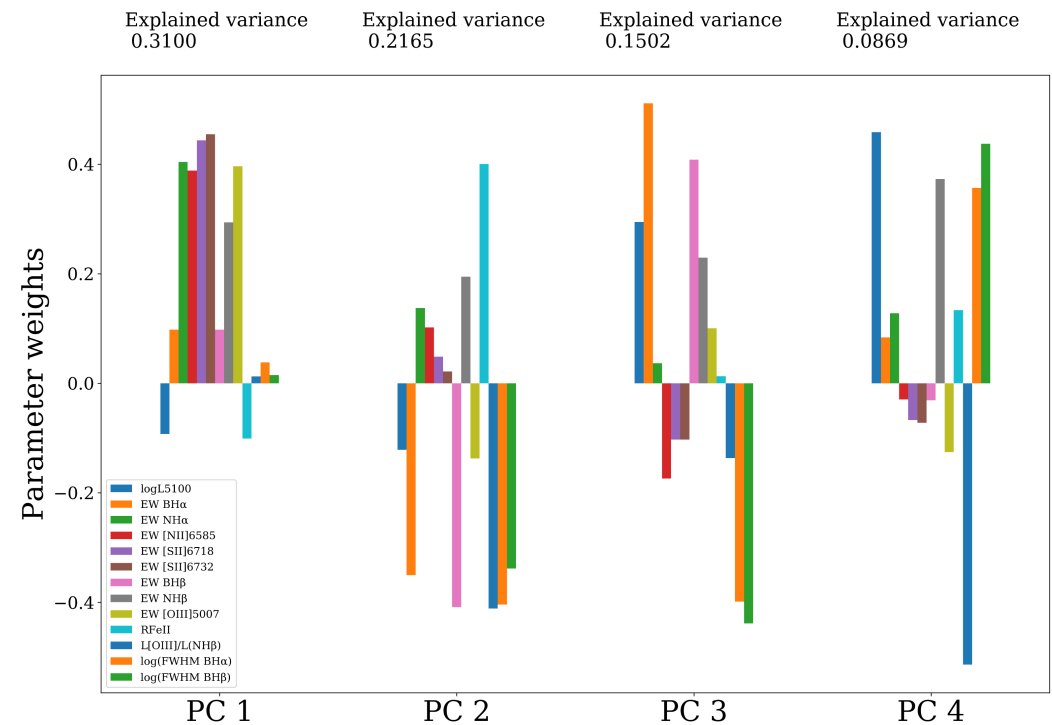 Explained variance
0.3100
Explained variance
0.2165
Explained variance
0.1502
Explained variance
0.0869
Parameter weights
0.4
0.2
0.0
−0.2
−0.4
logL5100
EW BHα
EW NHα
EW [NII]6585
EW [SII]6718
EW [SII]6732
EW BHβ
EW NHβ
EW [OIII]5007
RFeII
L[OIII]/L(NHβ)
log(FWHM BHα)
log(FWHM BHβ)
PC 1
PC 2
PC 3
PC 4